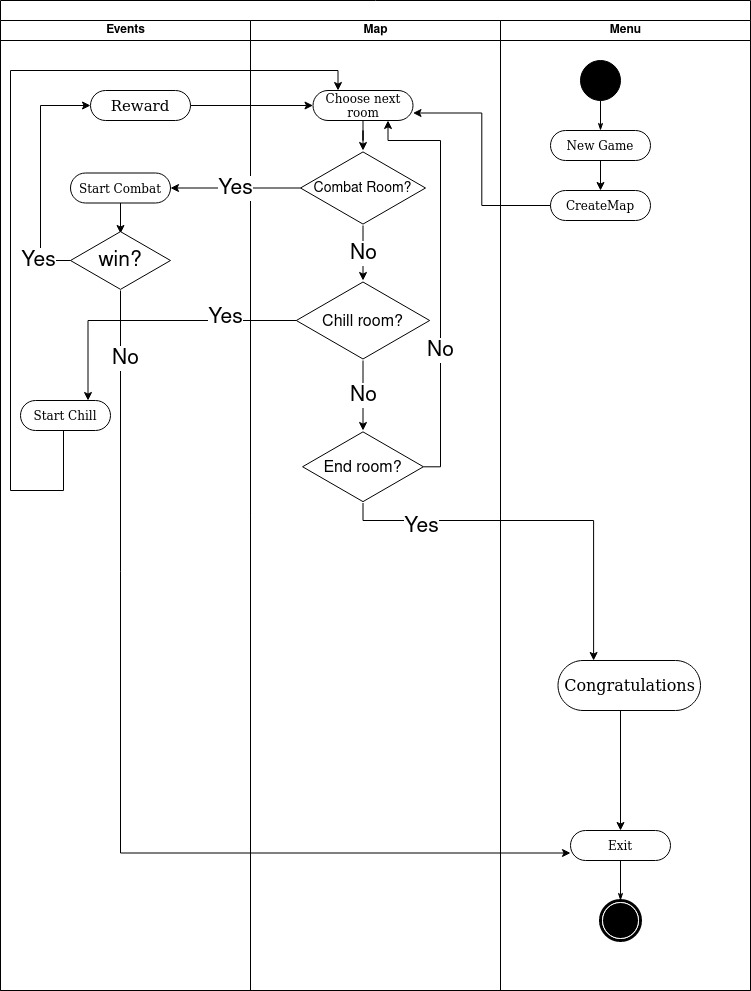 Events
Map
Menu
Reward
Choose next
room
New Game
Start Combat
Yes
Combat Room?
CreateMap
Yes
win?
No
Yes
Chill room?
No
No
No
Start Chill
End room?
Yes
Congratulations
Exit